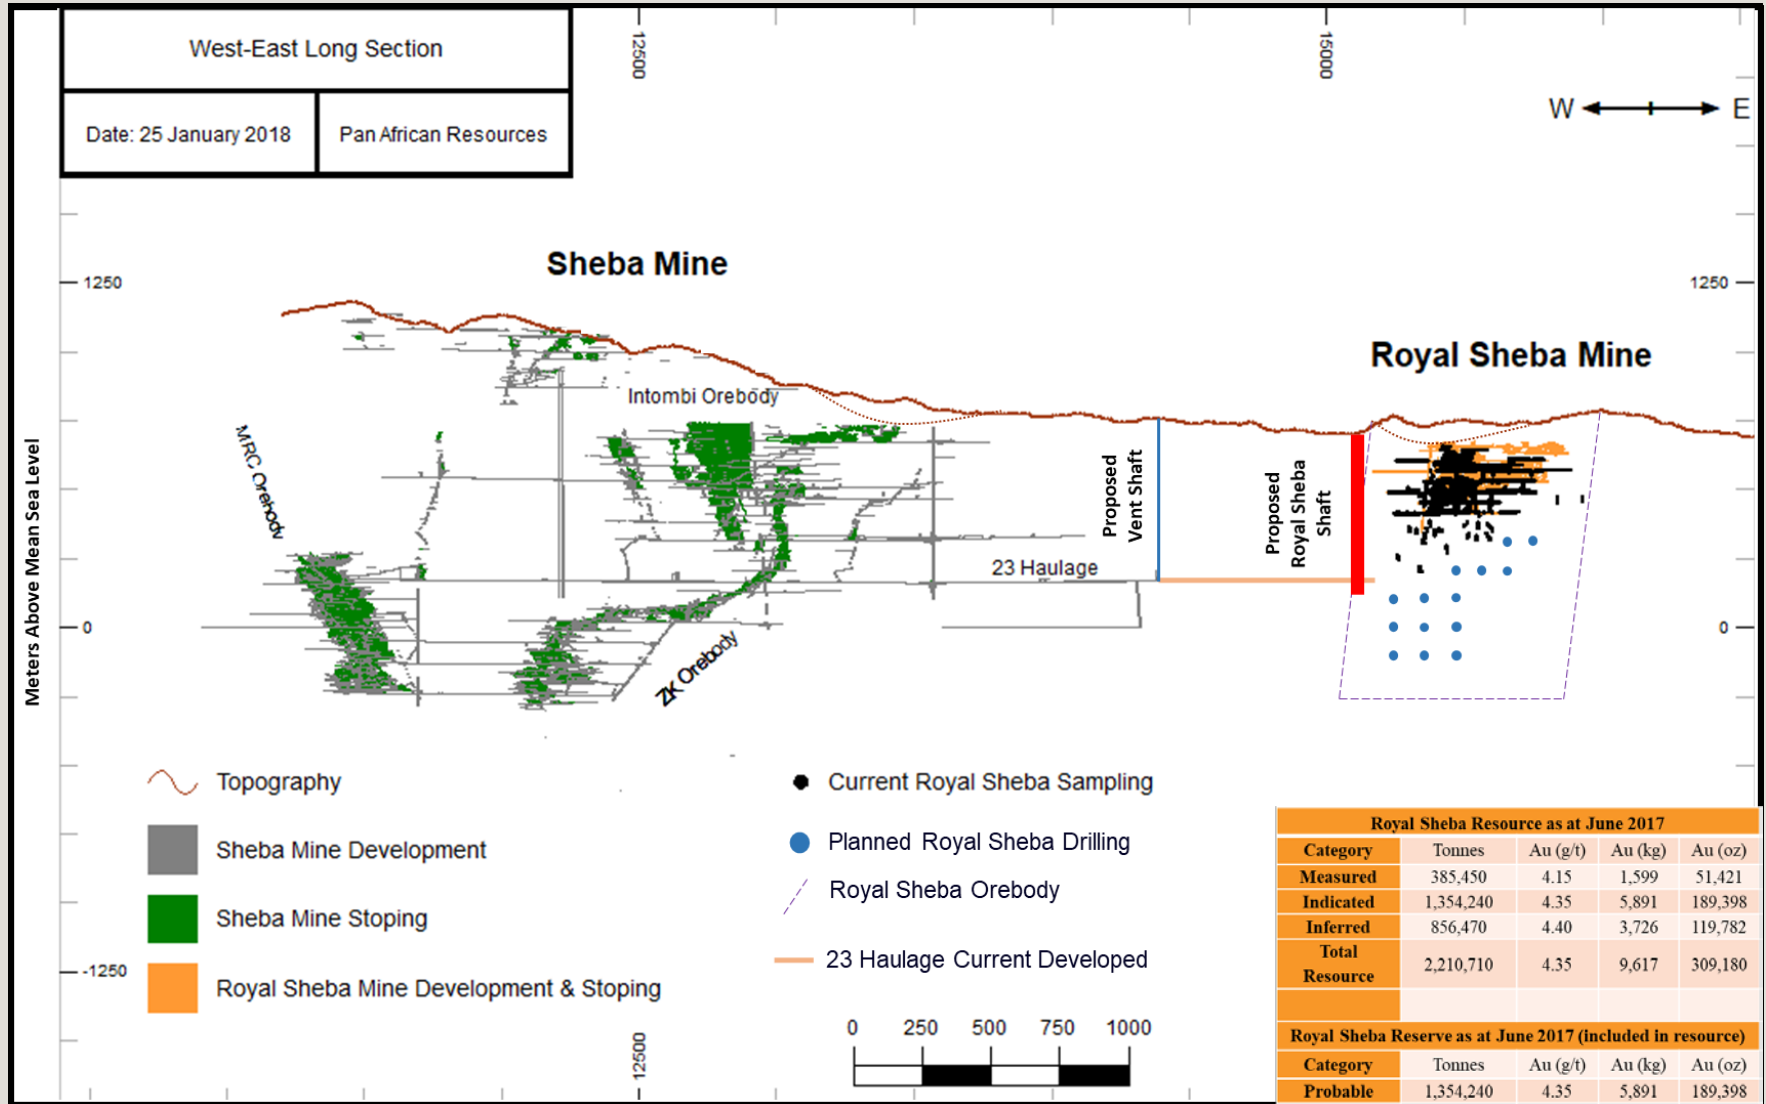 West-East Long Section
Date: 25 January 2018
Pan African Resources
12500
15000
W
E
Sheba Mine
1250
1250
Royal Sheba Mine
Intombi Orebody
MRC Orebody
Proposed
Vent Shaft
Proposed
Royal Sheba
Shaft
23 Haulage
Meters Above Mean Sea Level
0
0
ZK Orebody
Topography
Sheba Mine Development
Sheba Mine Stoping
-1250
Royal Sheba Mine Development & Stoping
Current Royal Sheba Sampling
Planned Royal Sheba Drilling
Royal Sheba Orebody
23 Haulage Current Developed
0 250 500 750 1000
12500
Royal Sheba Resource as at June 2017
Category Tonnes Au (g/t) Au (kg) Au (oz)
Measured 385,450 4.15 1,599 51,421
Indicated 1,354,240 4.35 5,891 189,398
Inferred 856,470 4.40 3,726 119,782
Total
Resource 2,210,710 4.35 9,617 309,180
Royal Sheba Reserve as at June 2017 (included in resource)
Category Tonnes Au (g/t) Au (kg) Au (oz)
Probable 1,354,240 4.35 5,891 189,398